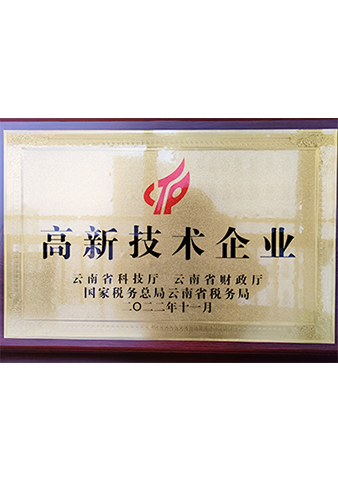 高新技术企业
云南省科技厅 云南省财政厅
国家税务总局云南省税务局
二〇二二年十一月